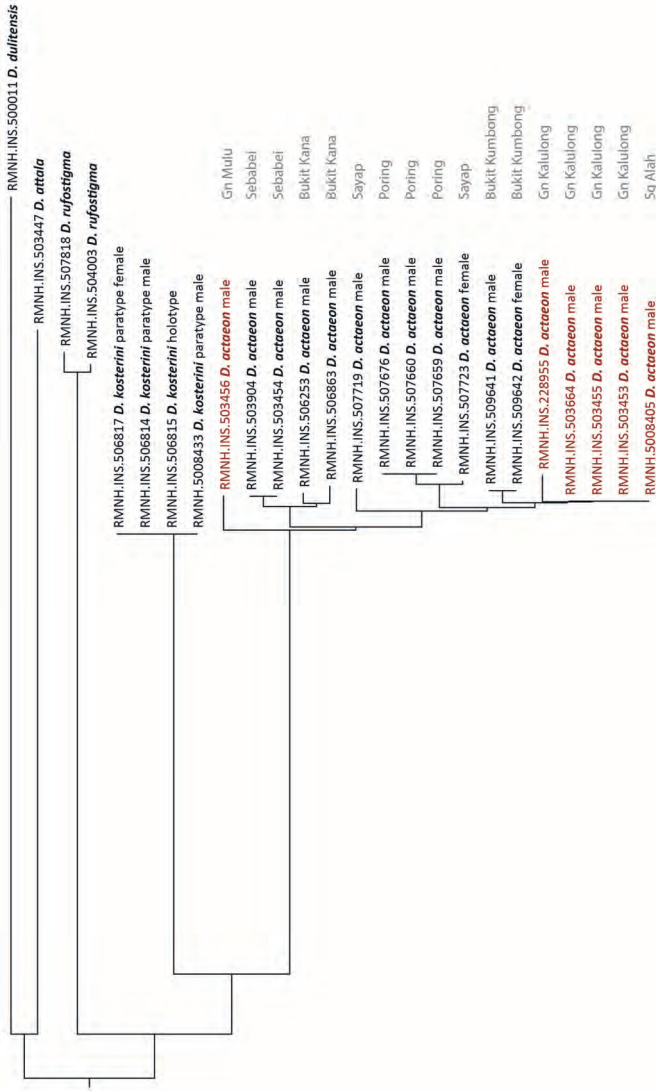 RMNH.INS.500011 D. dulitensis
RMNH.INS.503447 D. attala
RMNH.INS.507818 D. rufostigma
RMNH.INS.504003 D. rufostigma
RMNH.INS.506817 D. kosterini paratype female
RMNH.INS.506814 D. kosterini paratype male
RMNH.INS.506815 D. kosterini holotype
RMNH.5008433 D. kosterini paratype male
RMNH.INS.503456 D. actaeon male Gn Mulu
RMNH.INS.503904 D. actaeon male Sebabei
RMNH.INS.503454 D. actaeon male Sebabei
RMNH.INS.506253 D. actaeon male Bukit Kana
RMNH.INS.506863 D. actaeon male Bukit Kana
RMNH.INS.507719 D. actaeon male Sayap
RMNH.INS.507676 D. actaeon male Poring
RMNH.INS.507660 D. actaeon male Poring
RMNH.INS.507659 D. actaeon male Poring
RMNH.INS.507723 D. actaeon female Sayap
RMNH.INS.509641 D. actaeon male Bukit Kumbong
RMNH.INS.509642 D. actaeon female Bukit Kumbong
RMNH.INS.228955 D. actaeon male Gn Kalulong
RMNH.INS.503664 D. actaeon male Gn Kalulong
RMNH.INS.503455 D. actaeon male Gn Kalulong
RMNH.INS.503453 D. actaeon male Gn Kalulong
RMNH.5008405 D. actaeon male Sg Alah